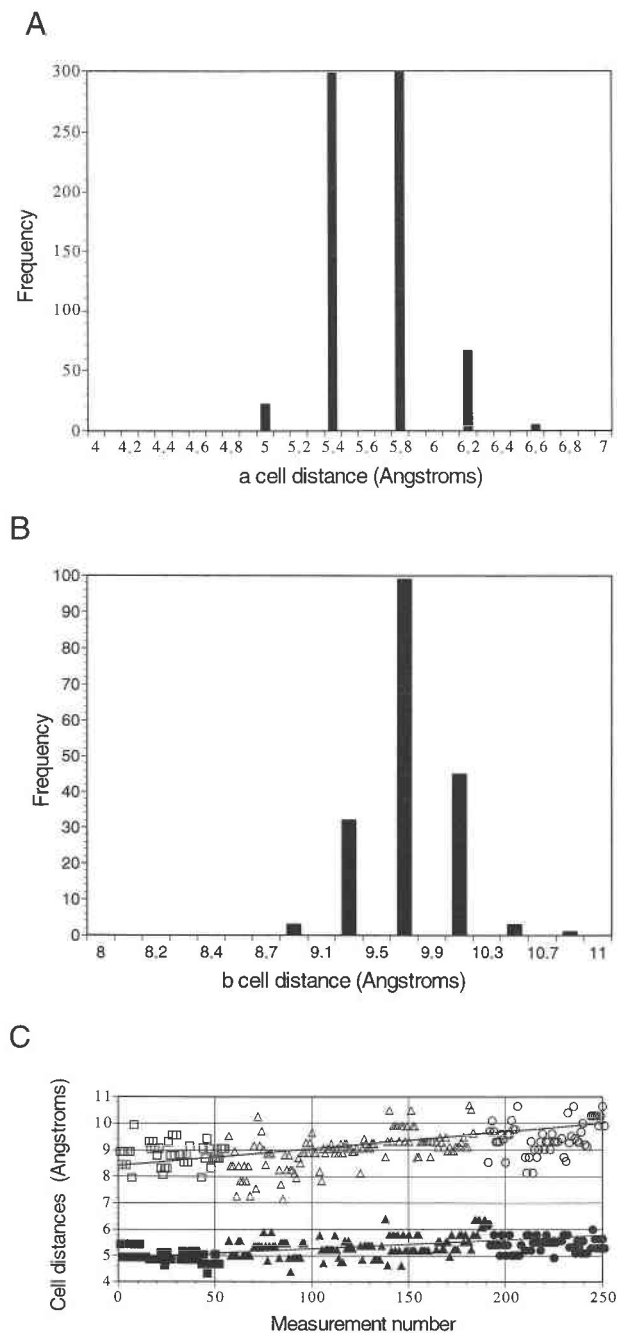 A
300
250
200
150
100
50
0
Frequency
4 4.2 4.4 4.6 4.8 5 5.2 5.4 5.6 5.8 6 6.2 6.4 6.6 6.8 7
a cell distance (Angstroms)
B
100
90
80
70
60
50
40
30
20
10
0
Frequency
8 8.2 8.4 8.7 9.1 9.5 9.9 10.3 10.7 11
b cell distance (Angstroms)
C
11
10
9
8
7
6
5
4
Cell distances (Angstroms)
0 50 100 150 200 250
Measurement number